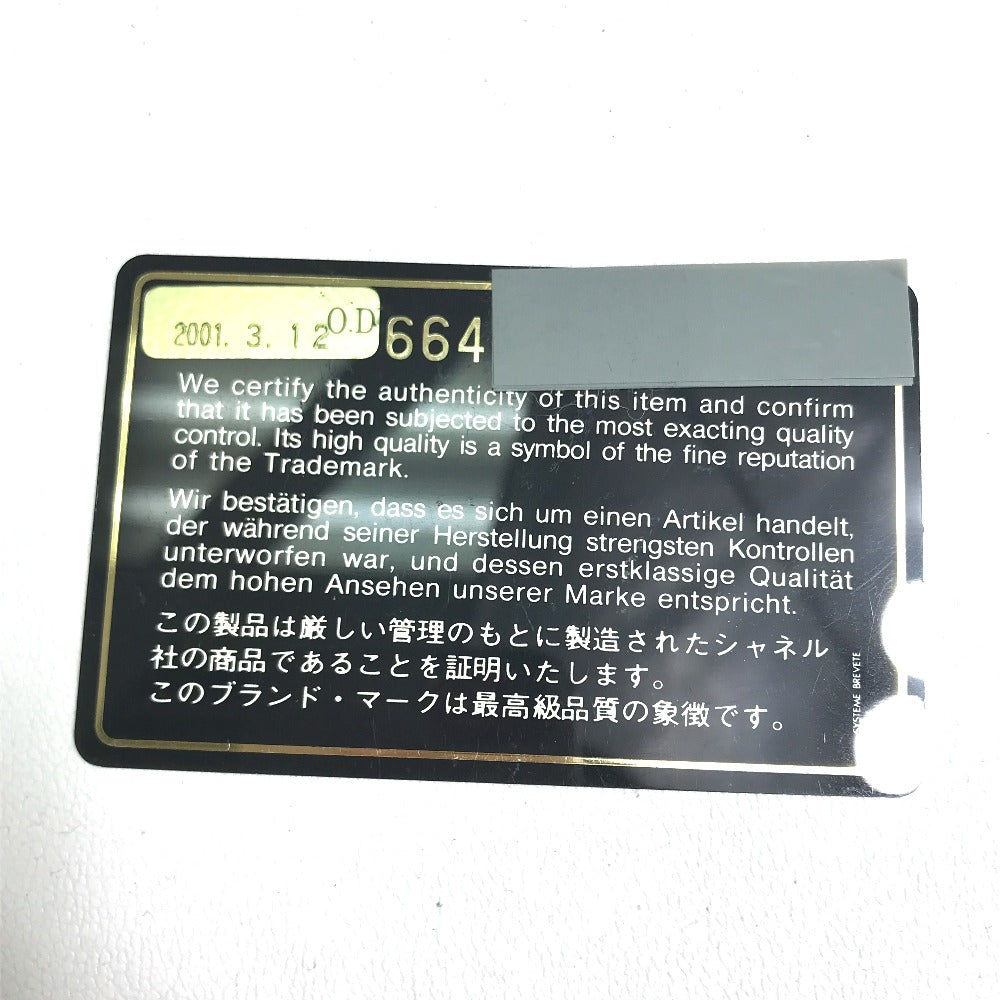 2001. 3. 12 O.D 664
We certify the authenticity of this item and confirm
that it has been subjected to the most exacting quality
control. Its high quality is a symbol of the fine reputation
of the Trademark.
Wir bestätigen, dass es sich um einen Artikel handelt,
der während seiner Herstellung strengsten Kontrollen
unterworfen war, und dessen erstklassige Qualität
dem hohen Ansehen unserer Marke entspricht.
この製品は厳しい管理のもとに製造されたシャネル
社の商品であることを証明いたします。
このブランド・マークは最高級品質の象徴です。
SYSTEME BREVETE